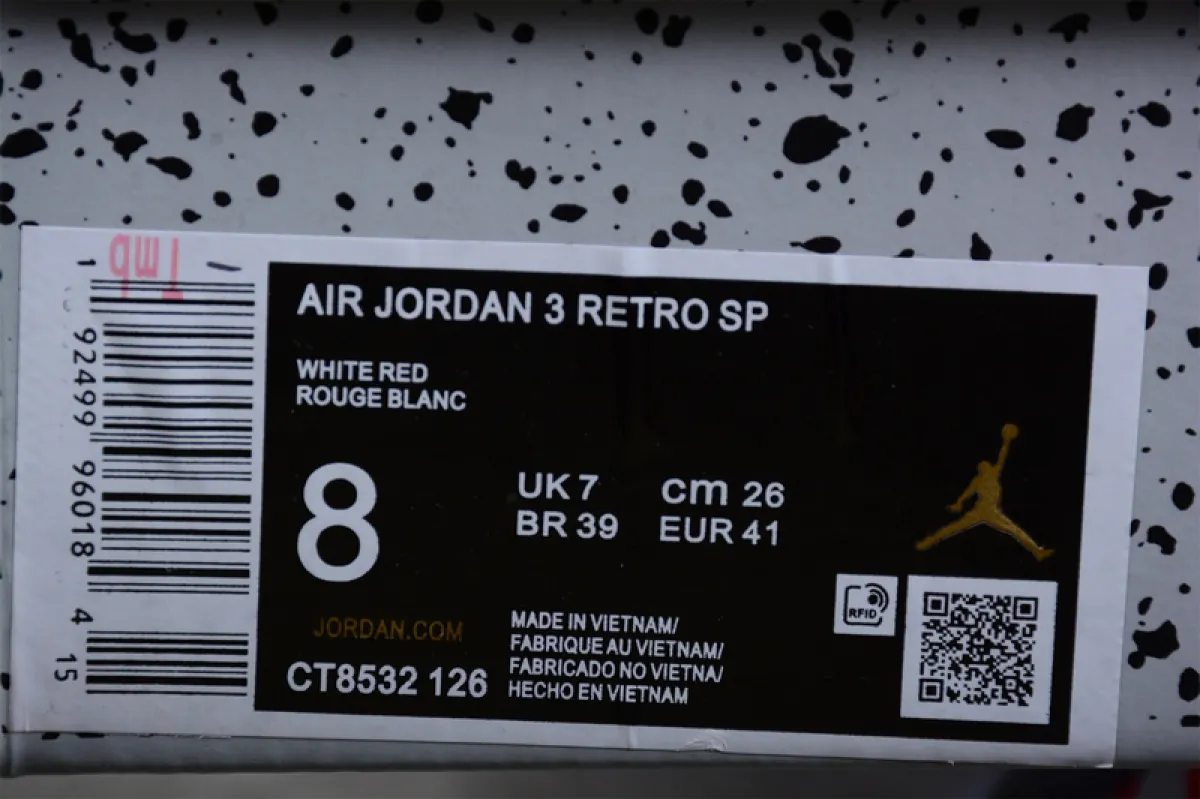 Tmb
1 92499 96018 4
15
AIR JORDAN 3 RETRO SP
WHITE RED
ROUGE BLANC
8
UK 7 cm 26
BR 39 EUR 41
JORDAN.COM
CT8532 126
MADE IN VIETNAM/
FABRIQUE AU VIETNAM/
FABRICADO NO VIETNA/
HECHO EN VIETNAM
RFID